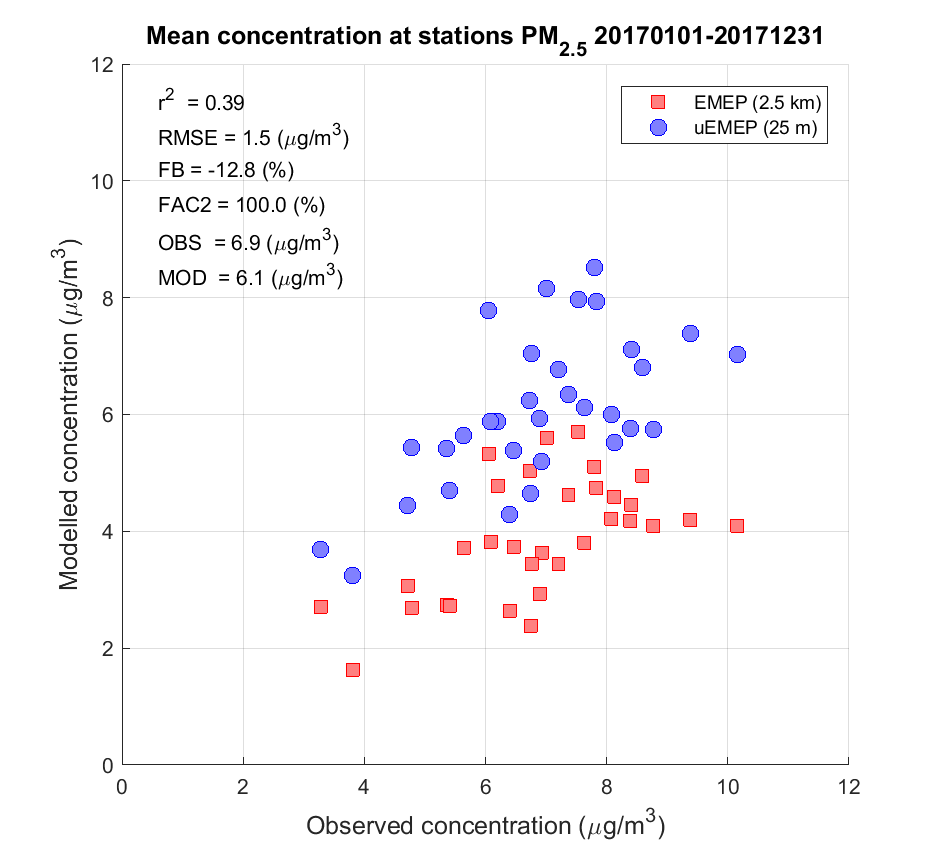 Mean concentration at stations PM2.5 20170101-20171231
12
10
8
6
4
2
0
r2 = 0.39
RMSE = 1.5 (μg/m3)
FB = -12.8 (%)
FAC2 = 100.0 (%)
OBS = 6.9 (μg/m3)
MOD = 6.1 (μg/m3)
EMEP (2.5 km)
uEMEP (25 m)
Modelled concentration (μg/m3)
0 2 4 6 8 10 12
Observed concentration (μg/m3)